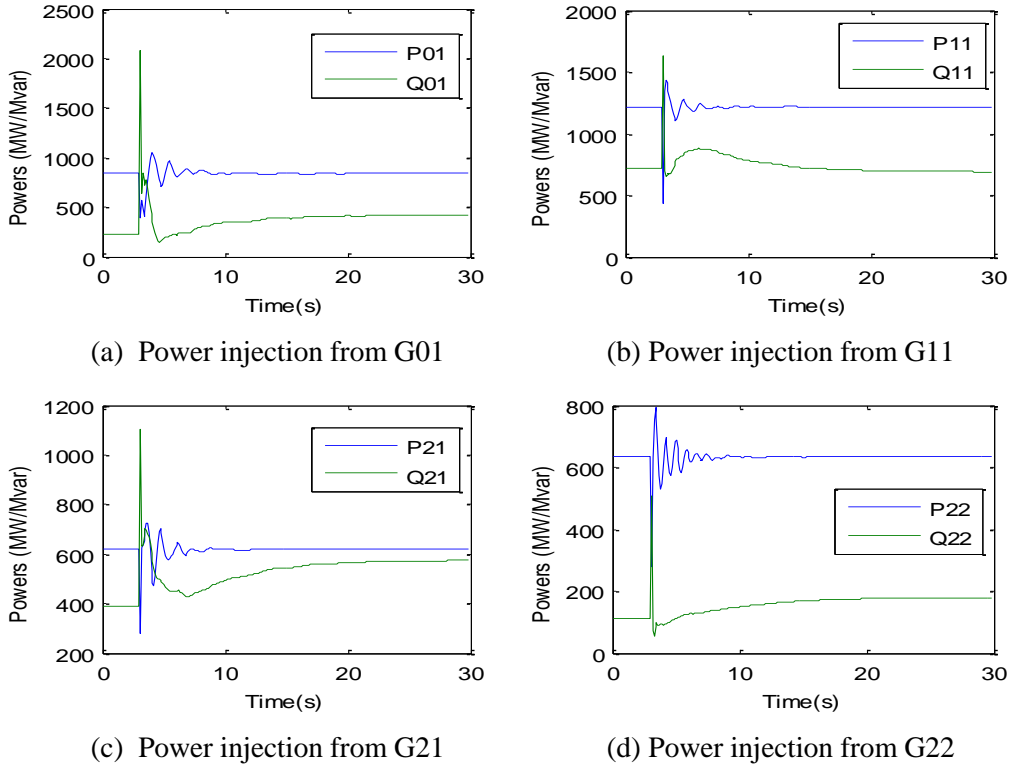 2500
2000
1500
1000
500
0
Powers (MW/Mvar)
P01
Q01
0 10 20 30
Time(s)
(a) Power injection from G01
2000
1500
1000
500
0
Powers (MW/Mvar)
P11
Q11
0 10 20 30
Time(s)
(b) Power injection from G11
1200
1000
800
600
400
200
Powers (MW/Mvar)
P21
Q21
0 10 20 30
Time(s)
(c) Power injection from G21
800
600
400
200
0
Powers (MW/Mvar)
P22
Q22
0 10 20 30
Time(s)
(d) Power injection from G22